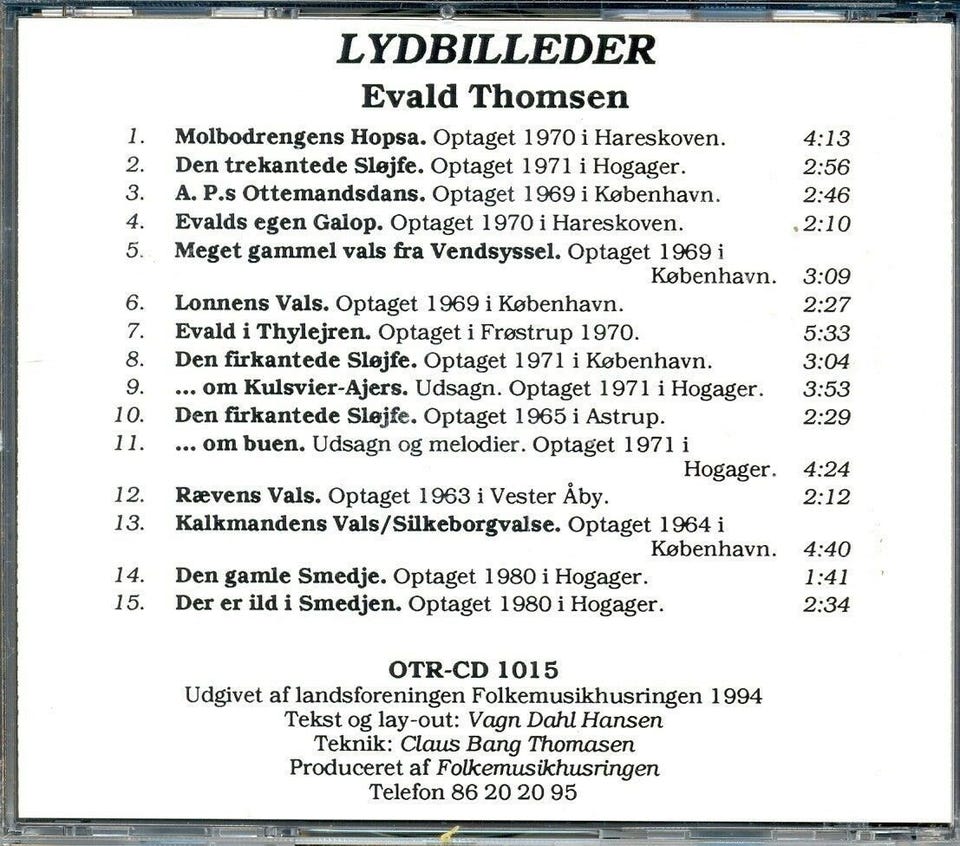 LYDBILLEDER
Evald Thomsen
1. Molbodrengens Hopsa. Optaget 1970 i Hareskoven. 4:13
2. Den trekantede Sløjfe. Optaget 1971 i Hogager. 2:56
3. A. P.s Ottemandsdans. Optaget 1969 i København. 2:46
4. Evalds egen Galop. Optaget 1970 i Hareskoven. 2:10
5. Meget gammel vals fra Vendsyssel. Optaget 1969 i
København. 3:09
6. Lonnens Vals. Optaget 1969 i København. 2:27
7. Evald i Thylejren. Optaget i Frøstrup 1970. 5:33
8. Den firkantede Sløjfe. Optaget 1971 i København. 3:04
9. ... om Kulsvier-Ajers. Udsagn. Optaget 1971 i Hogager. 3:53
10. Den firkantede Sløjfe. Optaget 1965 i Astrup. 2:29
11. ... om buen. Udsagn og melodier. Optaget 1971 i
Hogager. 4:24
12. Rævens Vals. Optaget 1963 i Vester Åby. 2:12
13. Kalkmandens Vals/Silkeborgvalse. Optaget 1964 i
København. 4:40
14. Den gamle Smedje. Optaget 1980 i Hogager. 1:41
15. Der er ild i Smedjen. Optaget 1980 i Hogager. 2:34
OTR-CD 1015
Udgivet af landsforeningen Folkemusikhusringen 1994
Tekst og lay-out: Vagn Dahl Hansen
Teknik: Claus Bang Thomasen
Produceret af Folkemusikhusringen
Telefon 86 20 20 95